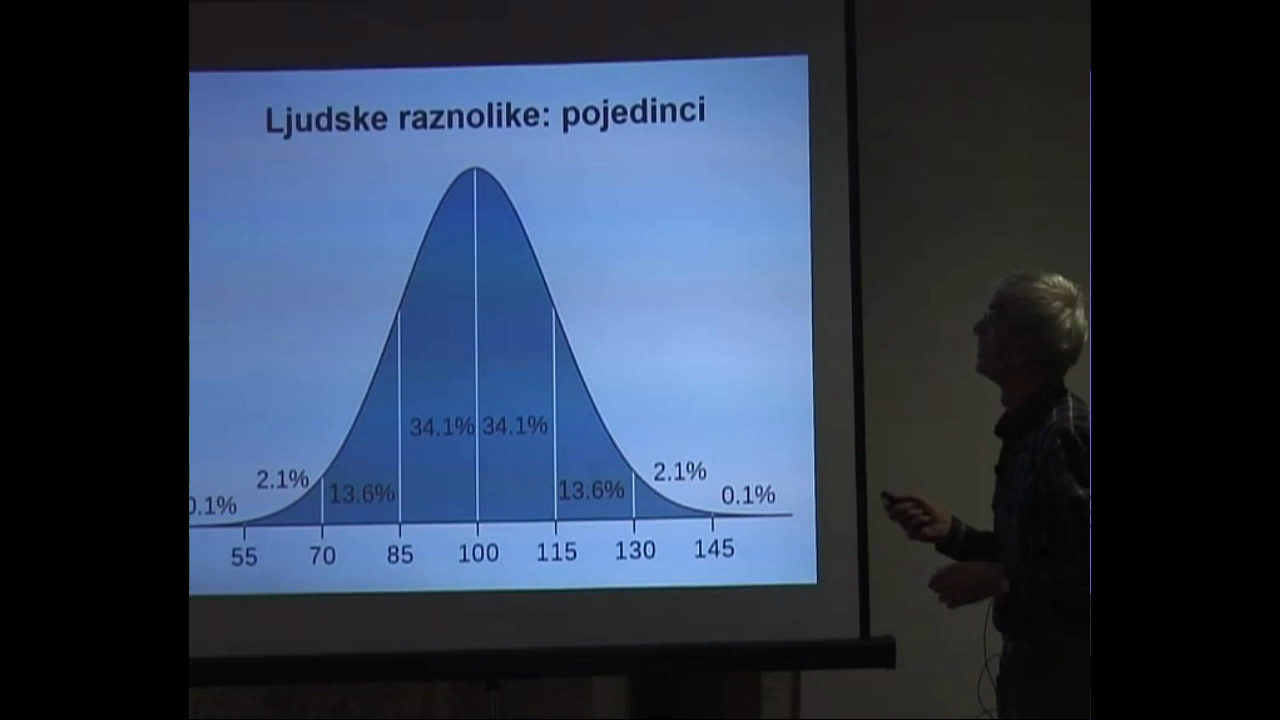 Ljudske raznolike: pojedinci
34.1% 34.1%
2.1% 13.6% 13.6% 2.1%
0.1% 0.1%
55 70 85 100 115 130 145